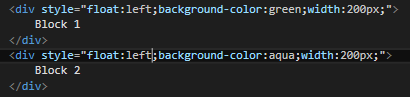 <div style="float:left;background-color:green;width:200px;">
Block 1
</div>
<div style="float:left;background-color:aqua;width:200px;">
Block 2
</div>